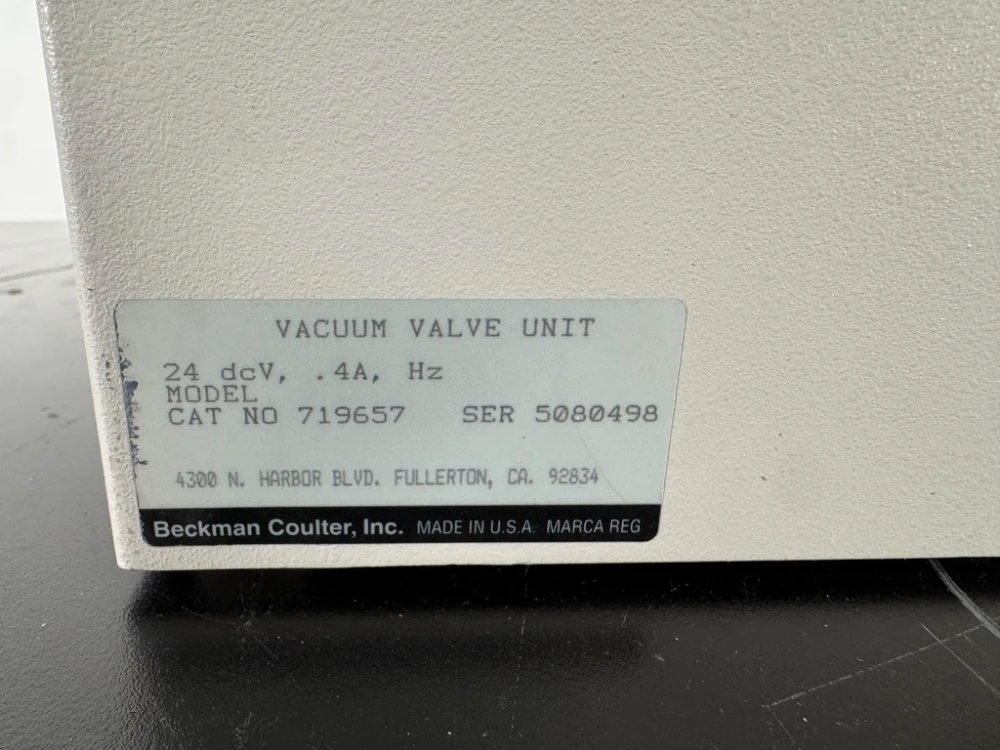 VACUUM VALVE UNIT
24 dcV, .4A, Hz
MODEL
CAT NO 719657 SER 5080498
4300 N. HARBOR BLVD. FULLERTON, CA. 92834
Beckman Coulter, Inc. MADE IN U.S.A. MARCA REG